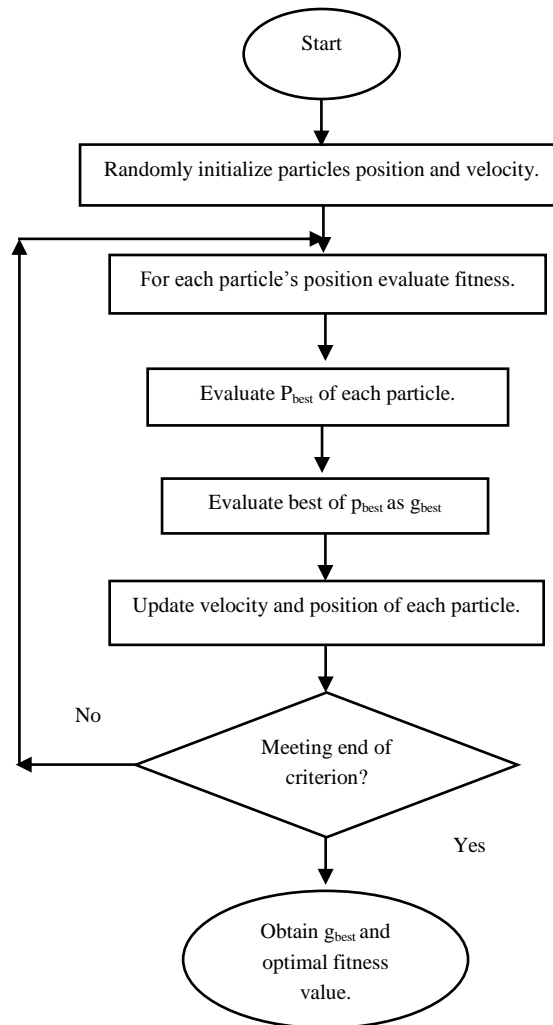 Start
Randomly initialize particles position and velocity.
For each particle’s position evaluate fitness.
Evaluate Pbest of each particle.
Evaluate best of pbest as gbest
Update velocity and position of each particle.
No
Meeting end of
criterion?
Yes
Obtain gbest and
optimal fitness
value.